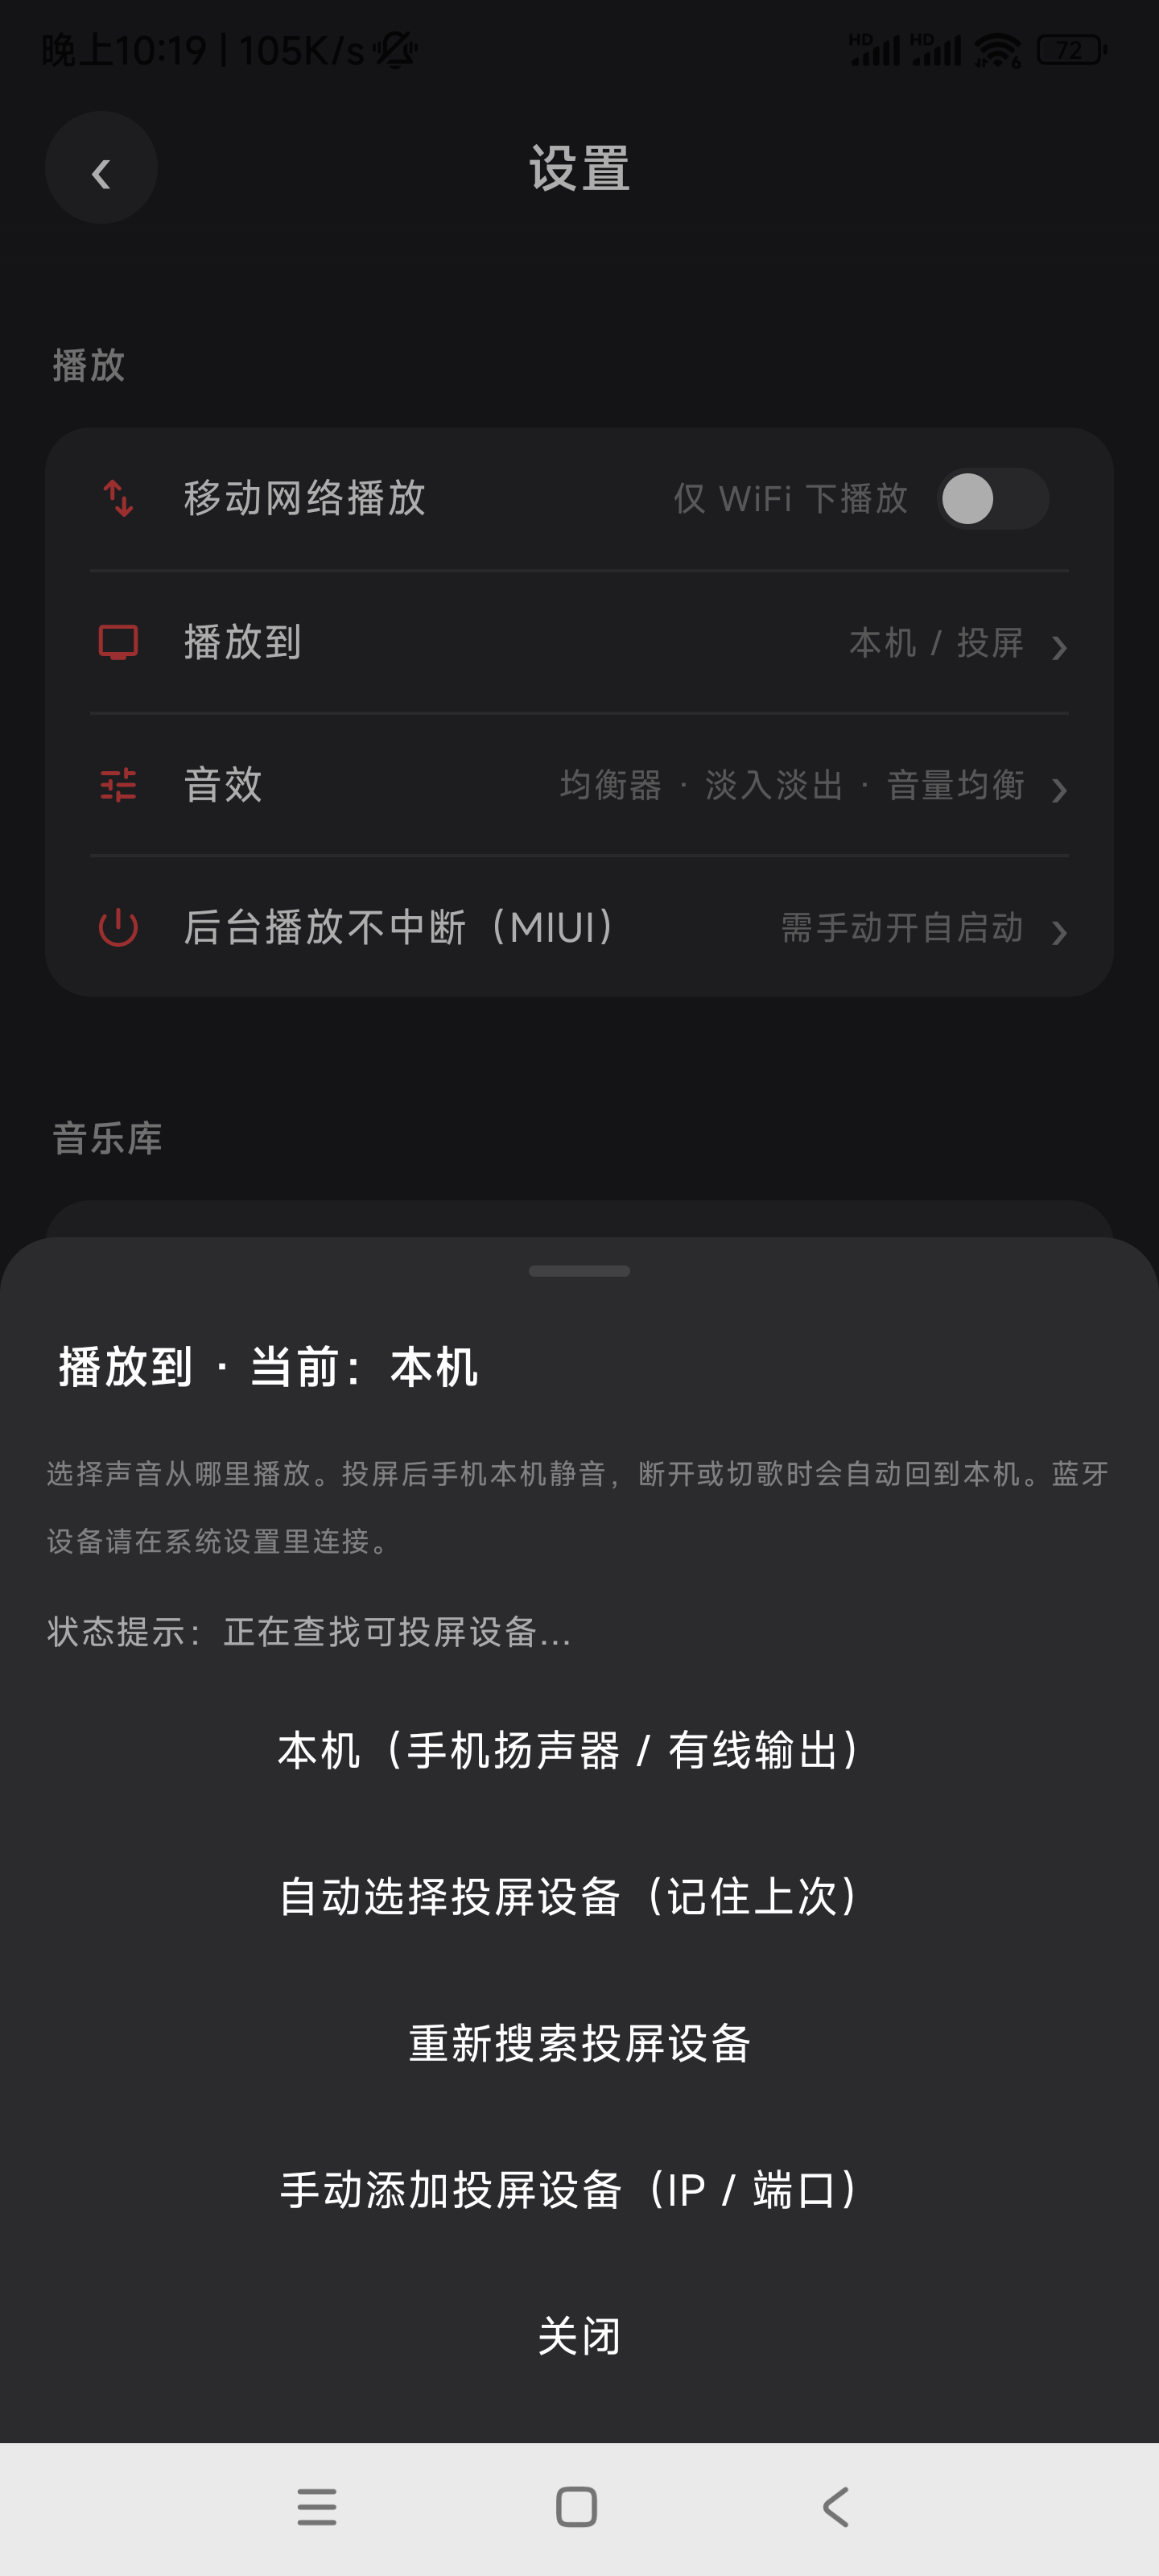 晚上10:19 | 105K/s
HD HD 6 72
设置
播放
移动网络播放 仅 WiFi 下播放
播放到 本机 / 投屏
音效 均衡器 · 淡入淡出 · 音量均衡
后台播放不中断（MIUI） 需手动开自启动
音乐库
播放到 · 当前：本机
选择声音从哪里播放。投屏后手机本机静音，断开或切歌时会自动回到本机。蓝牙
设备请在系统设置里连接。
状态提示：正在查找可投屏设备...
本机（手机扬声器 / 有线输出）
自动选择投屏设备（记住上次）
重新搜索投屏设备
手动添加投屏设备（IP / 端口）
关闭